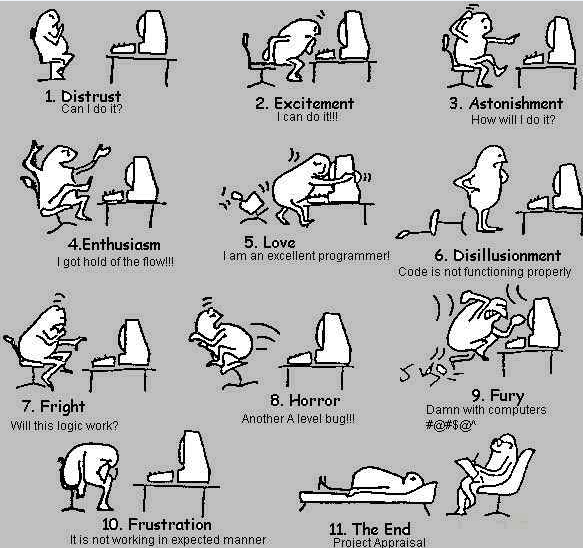 1. Distrust
Can I do it?
2. Excitement
I can do it!!!
3. Astonishment
How will I do it?
4.Enthusiasm
I got hold of the flow!!!
5. Love
I am an excellent programmer!
6. Disillusionment
Code is not functioning properly
7. Fright
Will this logic work?
8. Horror
Another A level bug!!!
9. Fury
Damn with computers
#@#$@^
10. Frustration
It is not working in expected manner
11. The End
Project Appraisal